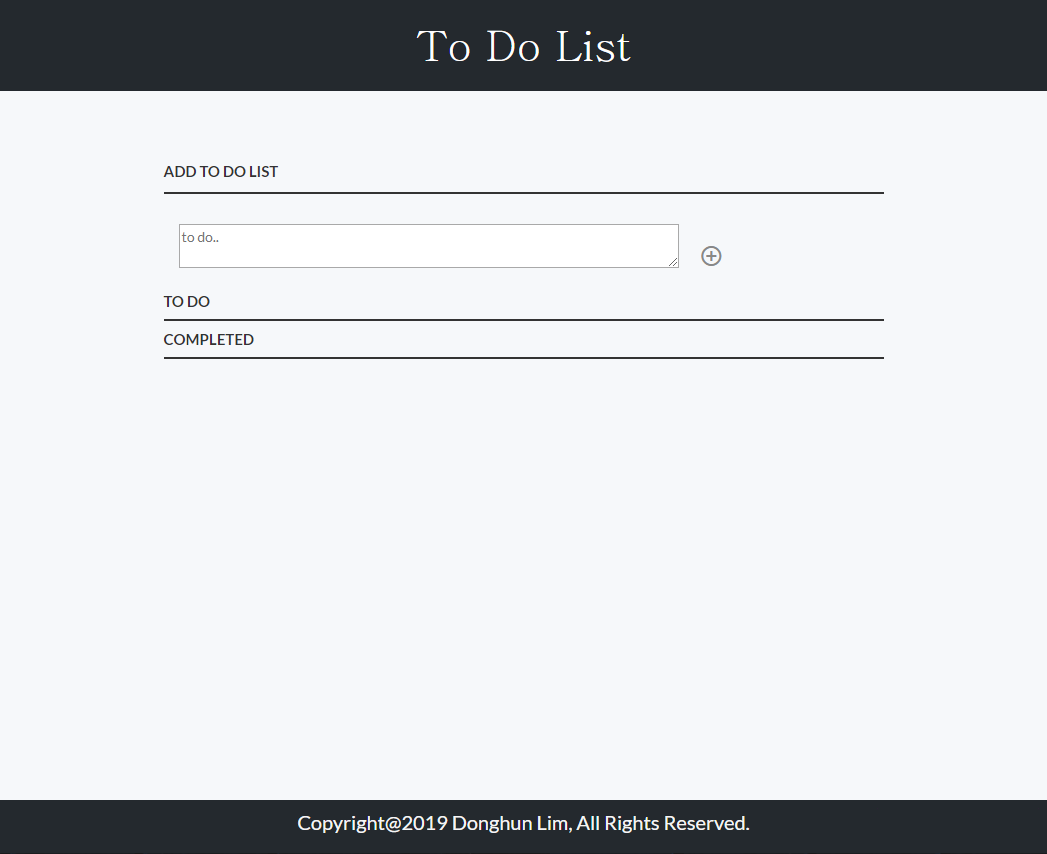 To Do List
ADD TO DO LIST
to do..
TO DO
COMPLETED
Copyright@2019 Donghun Lim, All Rights Reserved.